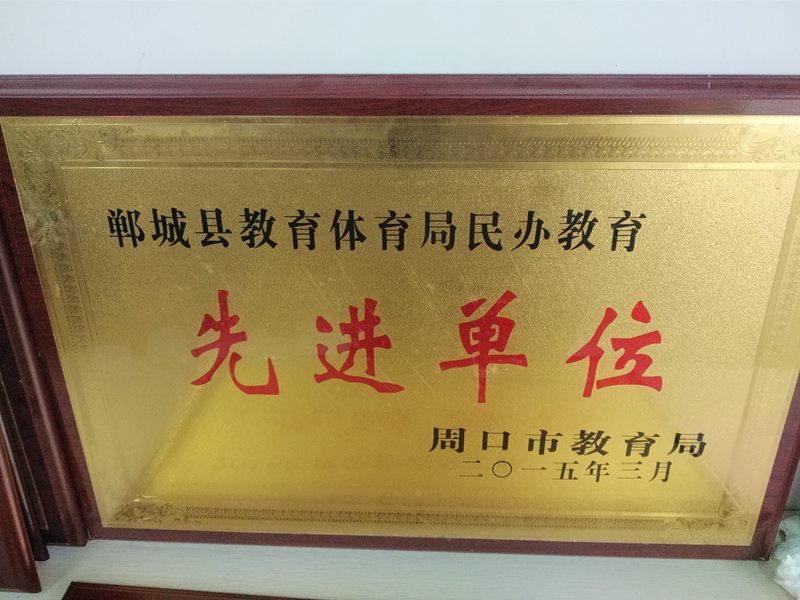 郸城县教育体育局民办教育
先进单位
周口市教育局
二〇一五年三月